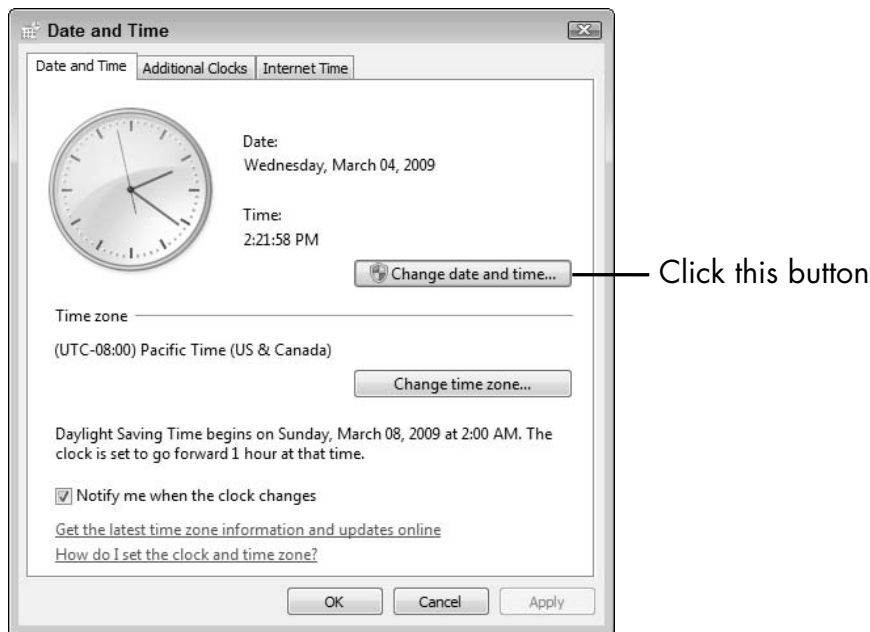 Date and Time
Date and Time
Additional Clocks
Internet Time
Date:
Wednesday, March 04, 2009
Time:
2:21:58 PM
Change date and time...
Click this button
Time zone
(UTC-08:00) Pacific Time (US & Canada)
Change time zone...
Daylight Saving Time begins on Sunday, March 08, 2009 at 2:00 AM. The
clock is set to go forward 1 hour at that time.
Notify me when the clock changes
Get the latest time zone information and updates online
How do I set the clock and time zone?
OK
Cancel
Apply